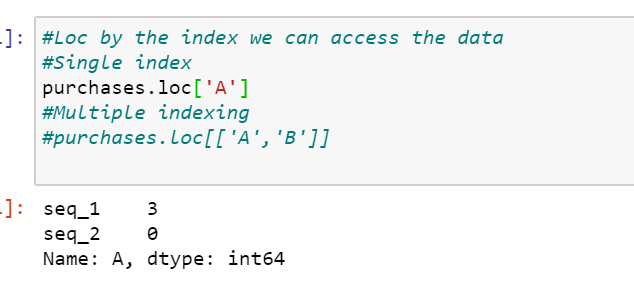 ]: #Loc by the index we can access the data
#Single index
purchases.loc['A']
#Multiple indexing
#purchases.loc[['A','B']]
]: seq_1    3
seq_2    0
Name: A, dtype: int64